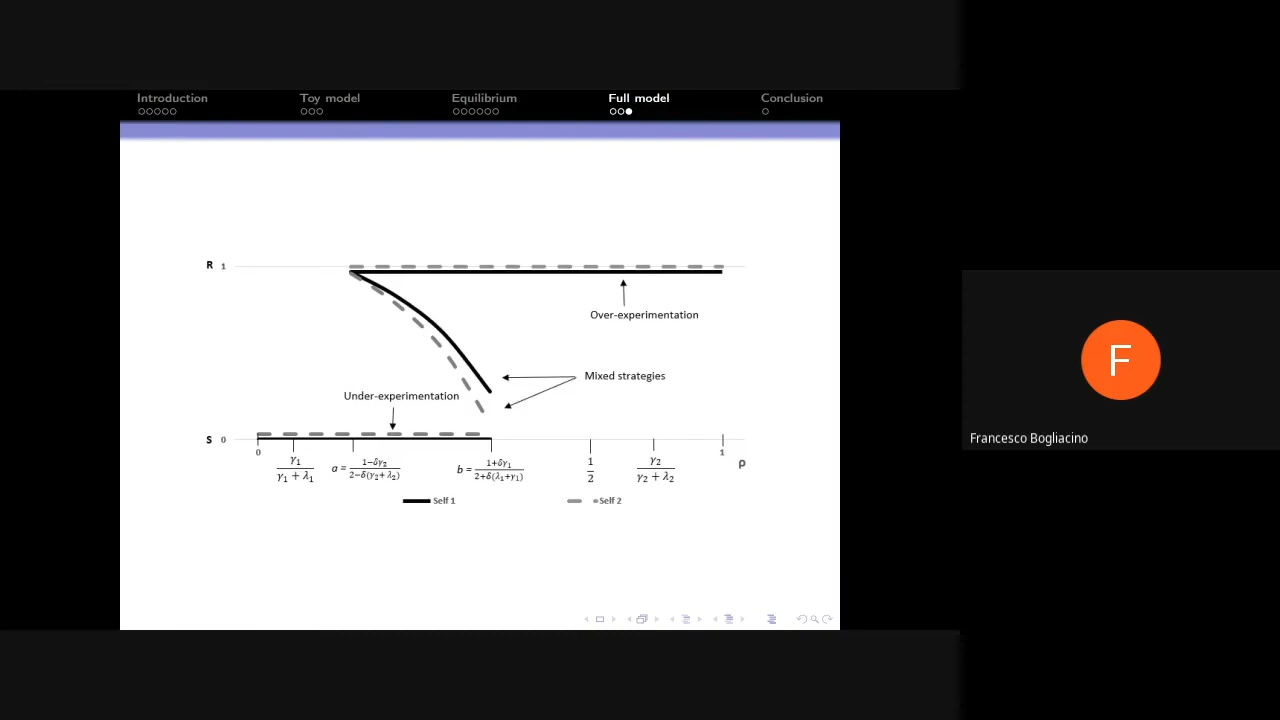 Introduction Toy model Equilibrium Full model Conclusion
R 1
Over-experimentation
Mixed strategies
Under-experimentation
S 0
0 γ₁/(γ₁ + λ₁) a = (1−δγ₂)/(2−δ(γ₂+λ₂)) b = (1+δγ₁)/(2+δ(λ₁+γ₁)) 1/2 γ₂/(γ₂ + λ₂) 1 ρ
Self 1 Self 2
F
Francesco Bogliacino